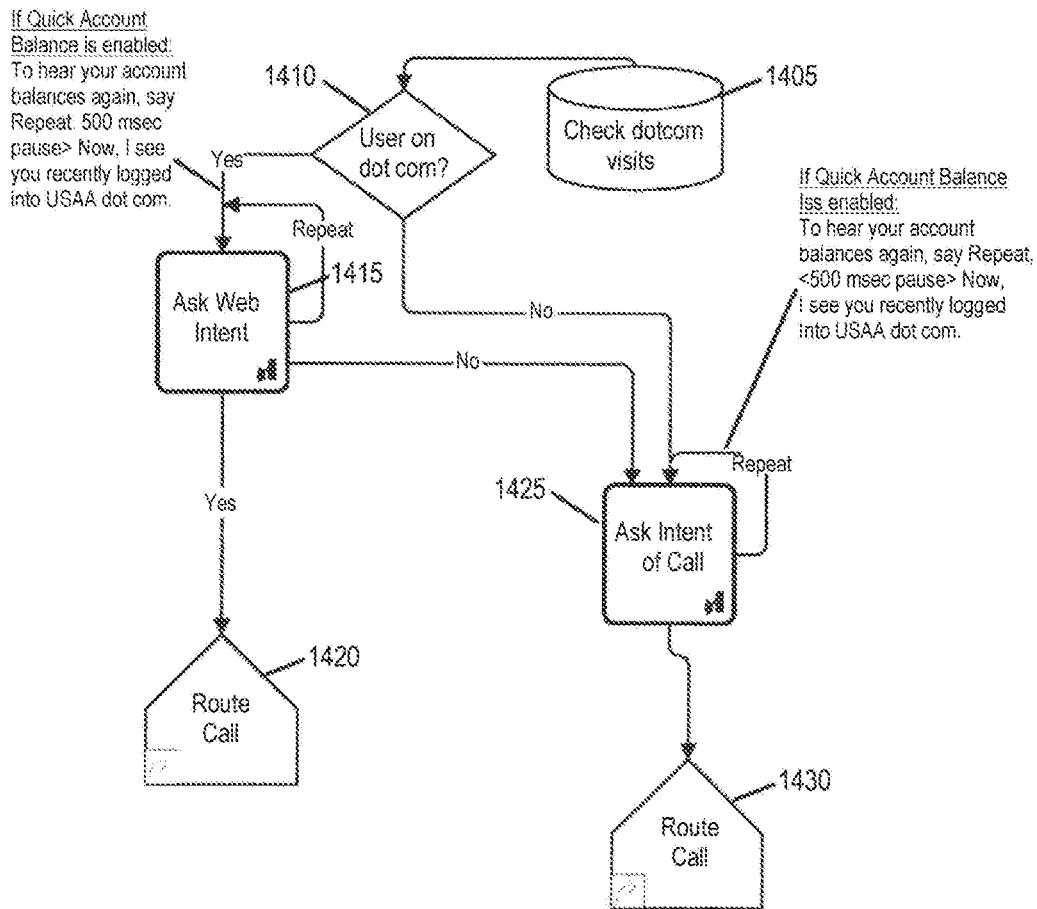 If Quick Account
Balance is enabled:
To hear your account
balances again, say
Repeat. 500 msec
pause> Now, I see
you recently logged
into USAA dot com.
1410
User on
dot com?
1405
Check dotcom
visits
Yes
Repeat
1415
Ask Web
Intent
If Quick Account Balance
Iss enabled:
To hear your account
balances again, say Repeat,
<500 msec pause> Now,
I see you recently logged
into USAA dot com.
No
No
Repeat
1425
Ask Intent
of Call
Yes
1420
Route
Call
1430
Route
Call